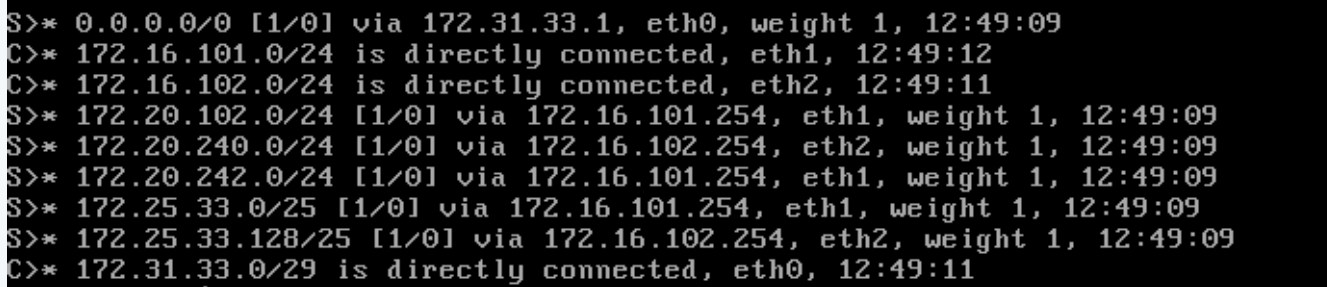 S>* 0.0.0.0/0 [1/0] via 172.31.33.1, eth0, weight 1, 12:49:09
C>* 172.16.101.0/24 is directly connected, eth1, 12:49:12
C>* 172.16.102.0/24 is directly connected, eth2, 12:49:11
S>* 172.20.102.0/24 [1/0] via 172.16.101.254, eth1, weight 1, 12:49:09
S>* 172.20.240.0/24 [1/0] via 172.16.102.254, eth2, weight 1, 12:49:09
S>* 172.20.242.0/24 [1/0] via 172.16.101.254, eth1, weight 1, 12:49:09
S>* 172.25.33.0/25 [1/0] via 172.16.101.254, eth1, weight 1, 12:49:09
S>* 172.25.33.128/25 [1/0] via 172.16.102.254, eth2, weight 1, 12:49:09
C>* 172.31.33.0/29 is directly connected, eth0, 12:49:11